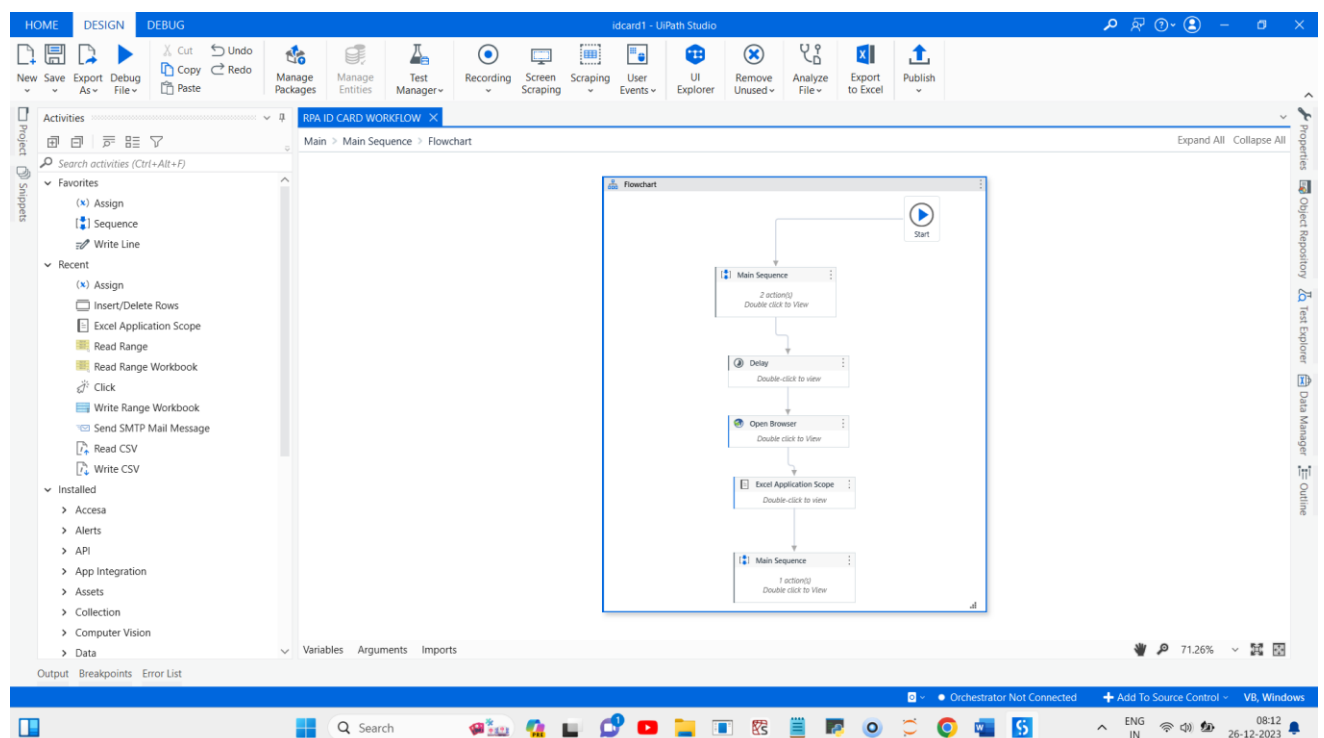 HOME DESIGN DEBUG idcard1 - UiPath Studio
New Save Export As Debug File Cut Copy Paste Undo Redo Manage Packages Manage Entities Test Manager Recording Screen Scraping Scraping User Events UI Explorer Remove Unused Analyze File Export to Excel Publish
Activities
RPA ID CARD WORKFLOW
Main > Main Sequence > Flowchart Expand All Collapse All
Search activities (Ctrl+Alt+F)
Favorites
(x) Assign
Sequence
Write Line
Recent
(x) Assign
Insert/Delete Rows
Excel Application Scope
Read Range
Read Range Workbook
Click
Write Range Workbook
Send SMTP Mail Message
Read CSV
Write CSV
Installed
Accesa
Alerts
API
App Integration
Assets
Collection
Computer Vision
Data
Project
Snippets
Flowchart
Start
Main Sequence
2 action(s)
Double click to View
Delay
Double-click to view
Open Browser
Double click to View
Excel Application Scope
Double-click to view
Main Sequence
1 action(s)
Double click to View
Properties
Object Repository
Test Explorer
Data Manager
Outline
Variables Arguments Imports 71.26%
Output Breakpoints Error List
Orchestrator Not Connected Add To Source Control VB, Windows
Search
PRE
ENG
IN
08:12
26-12-2023